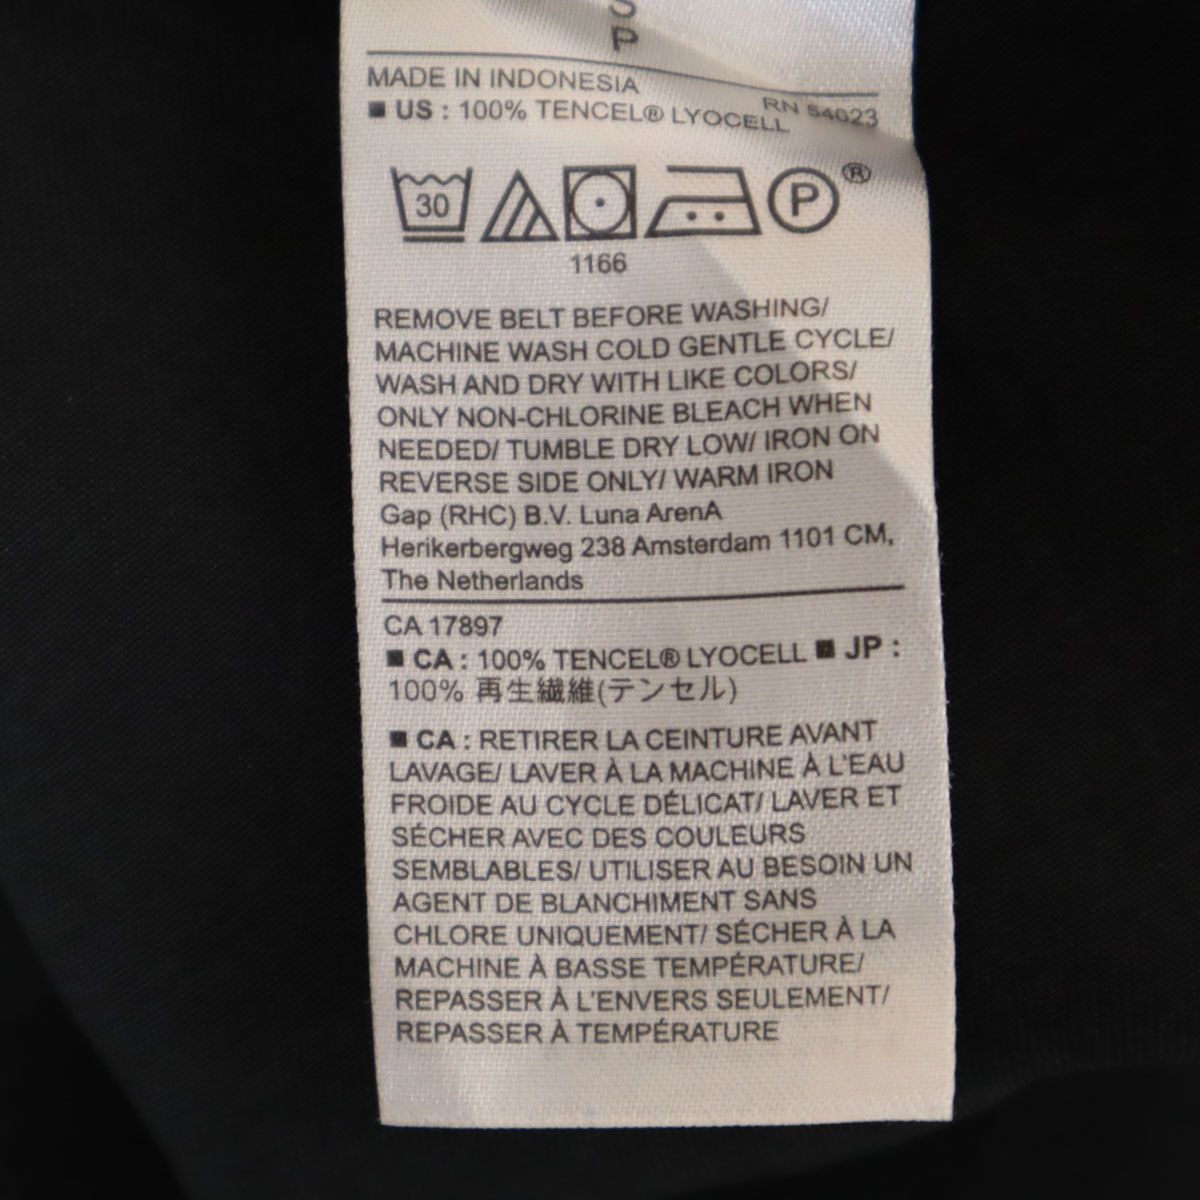 S
P
MADE IN INDONESIA
RN 54023
■ US : 100% TENCEL® LYOCELL
30
P®
1166
REMOVE BELT BEFORE WASHING/
MACHINE WASH COLD GENTLE CYCLE/
WASH AND DRY WITH LIKE COLORS/
ONLY NON-CHLORINE BLEACH WHEN
NEEDED/ TUMBLE DRY LOW/ IRON ON
REVERSE SIDE ONLY/ WARM IRON
Gap (RHC) B.V. Luna ArenA
Herikerbergweg 238 Amsterdam 1101 CM,
The Netherlands
CA 17897
■ CA : 100% TENCEL® LYOCELL ■ JP :
100% 再生繊維(テンセル)
■ CA : RETIRER LA CEINTURE AVANT
LAVAGE/ LAVER À LA MACHINE À L'EAU
FROIDE AU CYCLE DÉLICAT/ LAVER ET
SÉCHER AVEC DES COULEURS
SEMBLABLES/ UTILISER AU BESOIN UN
AGENT DE BLANCHIMENT SANS
CHLORE UNIQUEMENT/ SÉCHER À LA
MACHINE À BASSE TEMPÉRATURE/
REPASSER À L'ENVERS SEULEMENT/
REPASSER À TEMPÉRATURE